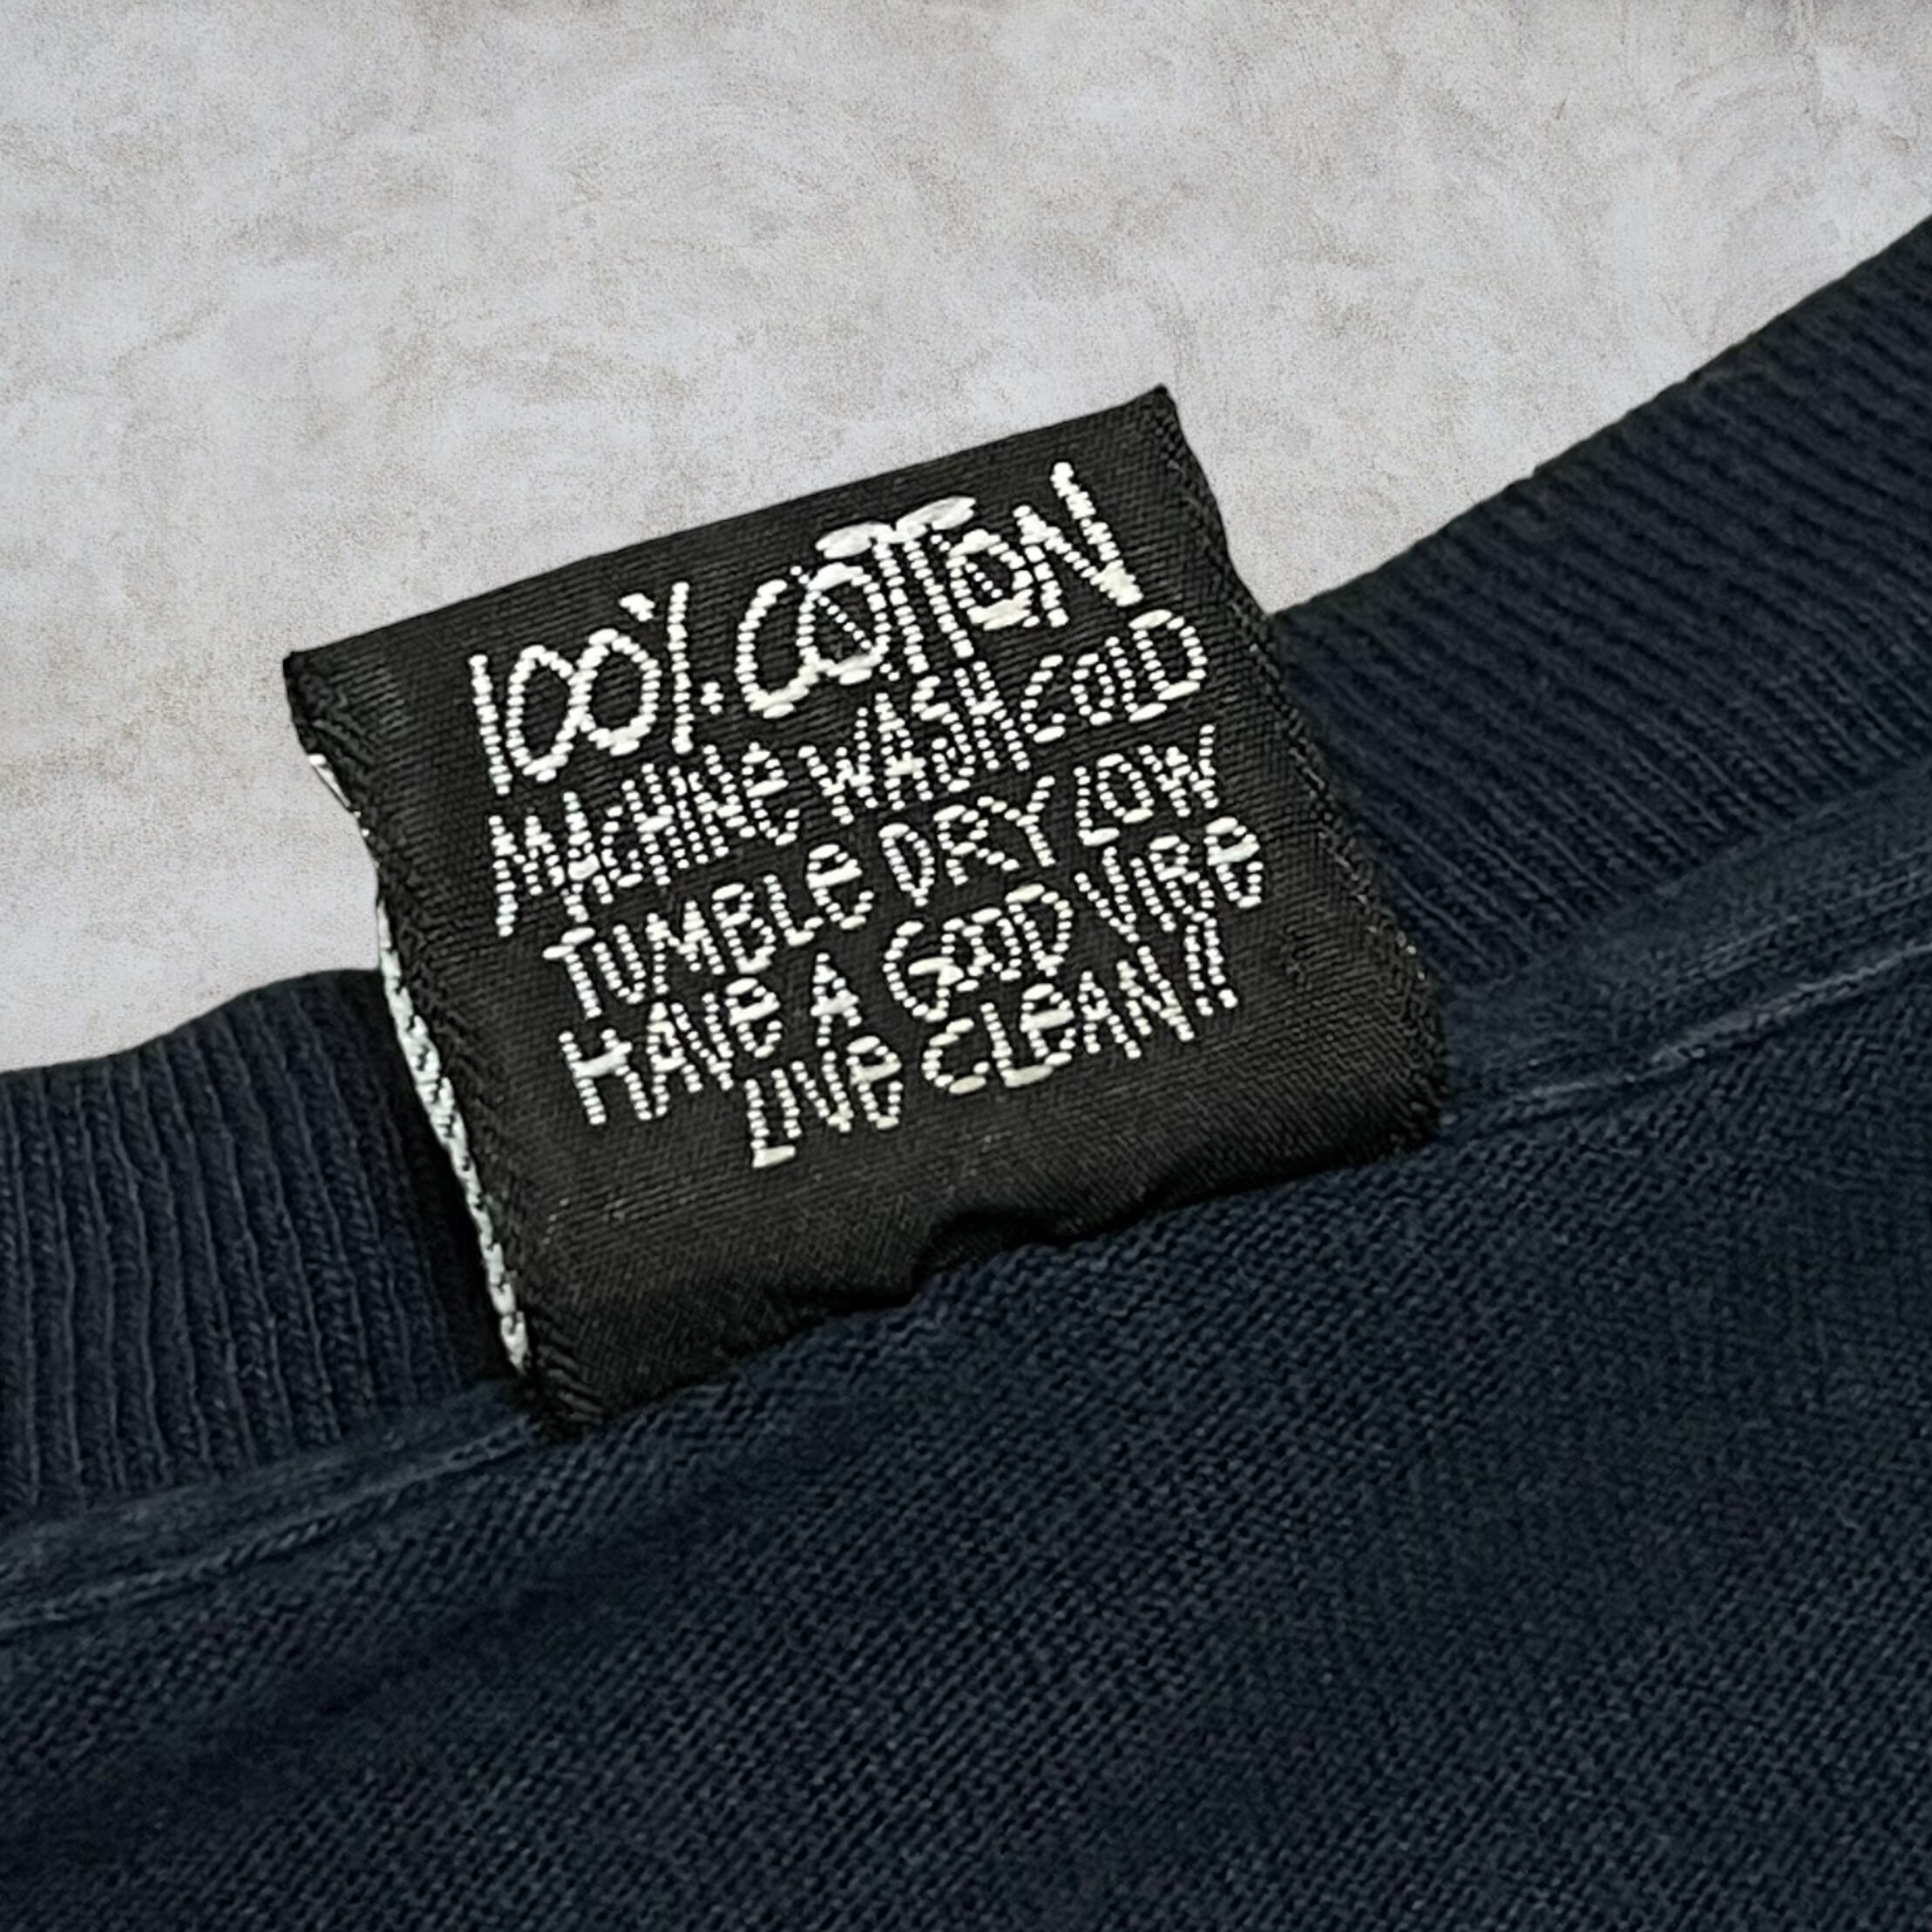 100% COTTON
MACHINE WASH COLD
TUMBLE DRY LOW
HAVE A GOOD VIBE
LIVE CLEAN!!